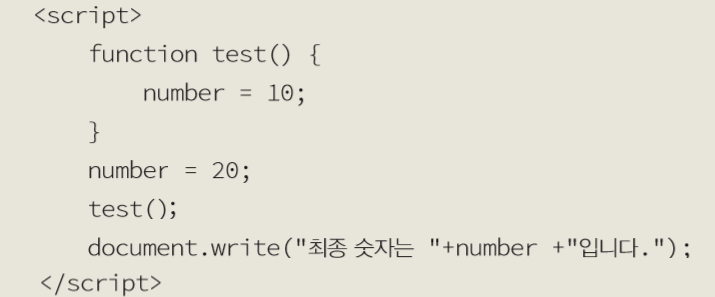 <script>
function test() {
number = 10;
}
number = 20;
test();
document.write("최종 숫자는 "+number +"입니다.");
</script>